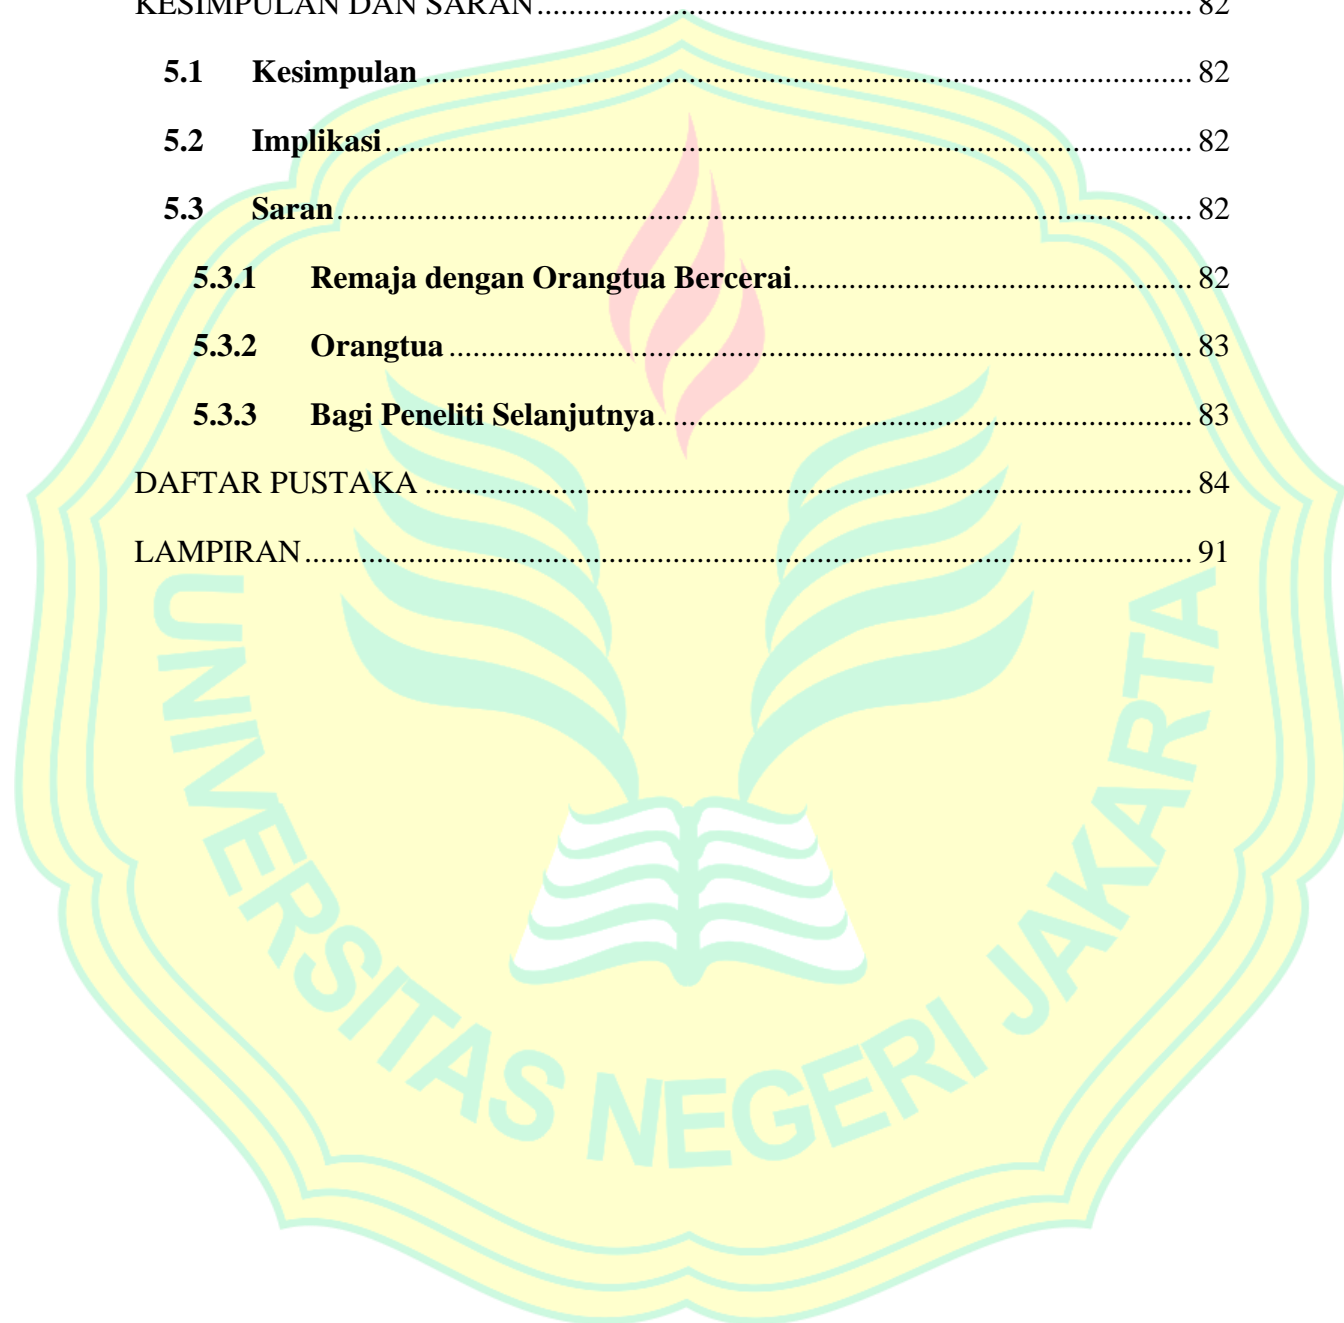 KESIMPULAN DAN SARAN.................................................................................. 82
5.1 Kesimpulan ................................................................................................ 82
5.2 Implikasi..................................................................................................... 82
5.3 Saran........................................................................................................... 82
5.3.1 Remaja dengan Orangtua Bercerai.................................................. 82
5.3.2 Orangtua ............................................................................................. 83
5.3.3 Bagi Peneliti Selanjutnya................................................................... 83
DAFTAR PUSTAKA ................................................................................................ 84
LAMPIRAN............................................................................................................... 91
UNIVERSITAS NEGERI JAKARTA